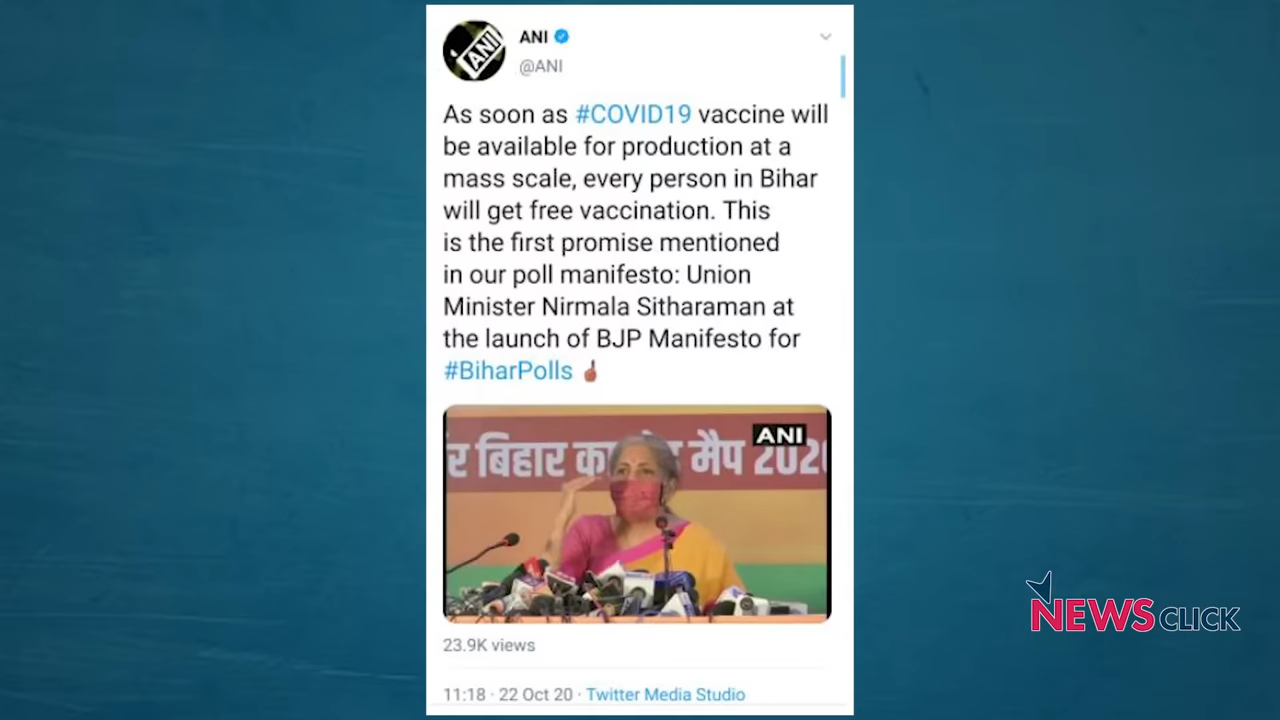 ANI
ANI
@ANI
As soon as #COVID19 vaccine will
be available for production at a
mass scale, every person in Bihar
will get free vaccination. This
is the first promise mentioned
in our poll manifesto: Union
Minister Nirmala Sitharaman at
the launch of BJP Manifesto for
#BiharPolls
ANI
बिहार मैप 202
23.9K views
11:18 · 22 Oct 20 · Twitter Media Studio
NEWSCLICK